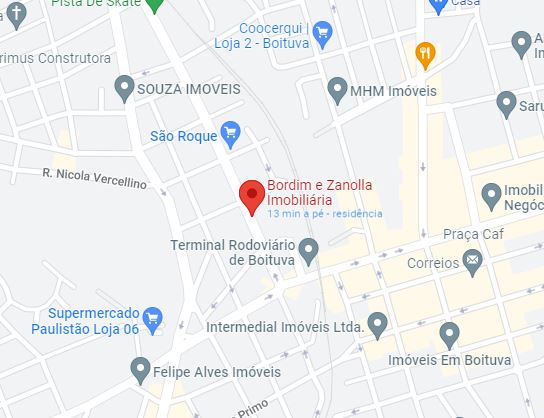 Pista De Skate
Casa
Coocerqui |
Loja 2 - Boituva
rimus Construtora
SOUZA IMOVEIS
MHM Imóveis
Saru
São Roque
R. Nicola Vercellino
Bordim e Zanolla
Imobiliária
13 min a pé - residência
Imobil
Negóc
Praça Caf
Terminal Rodoviário
de Boituva
Correios
Supermercado
Paulistão Loja 06
Intermedial Imóveis Ltda.
Imóveis Em Boituva
Felipe Alves Imóveis
Primo